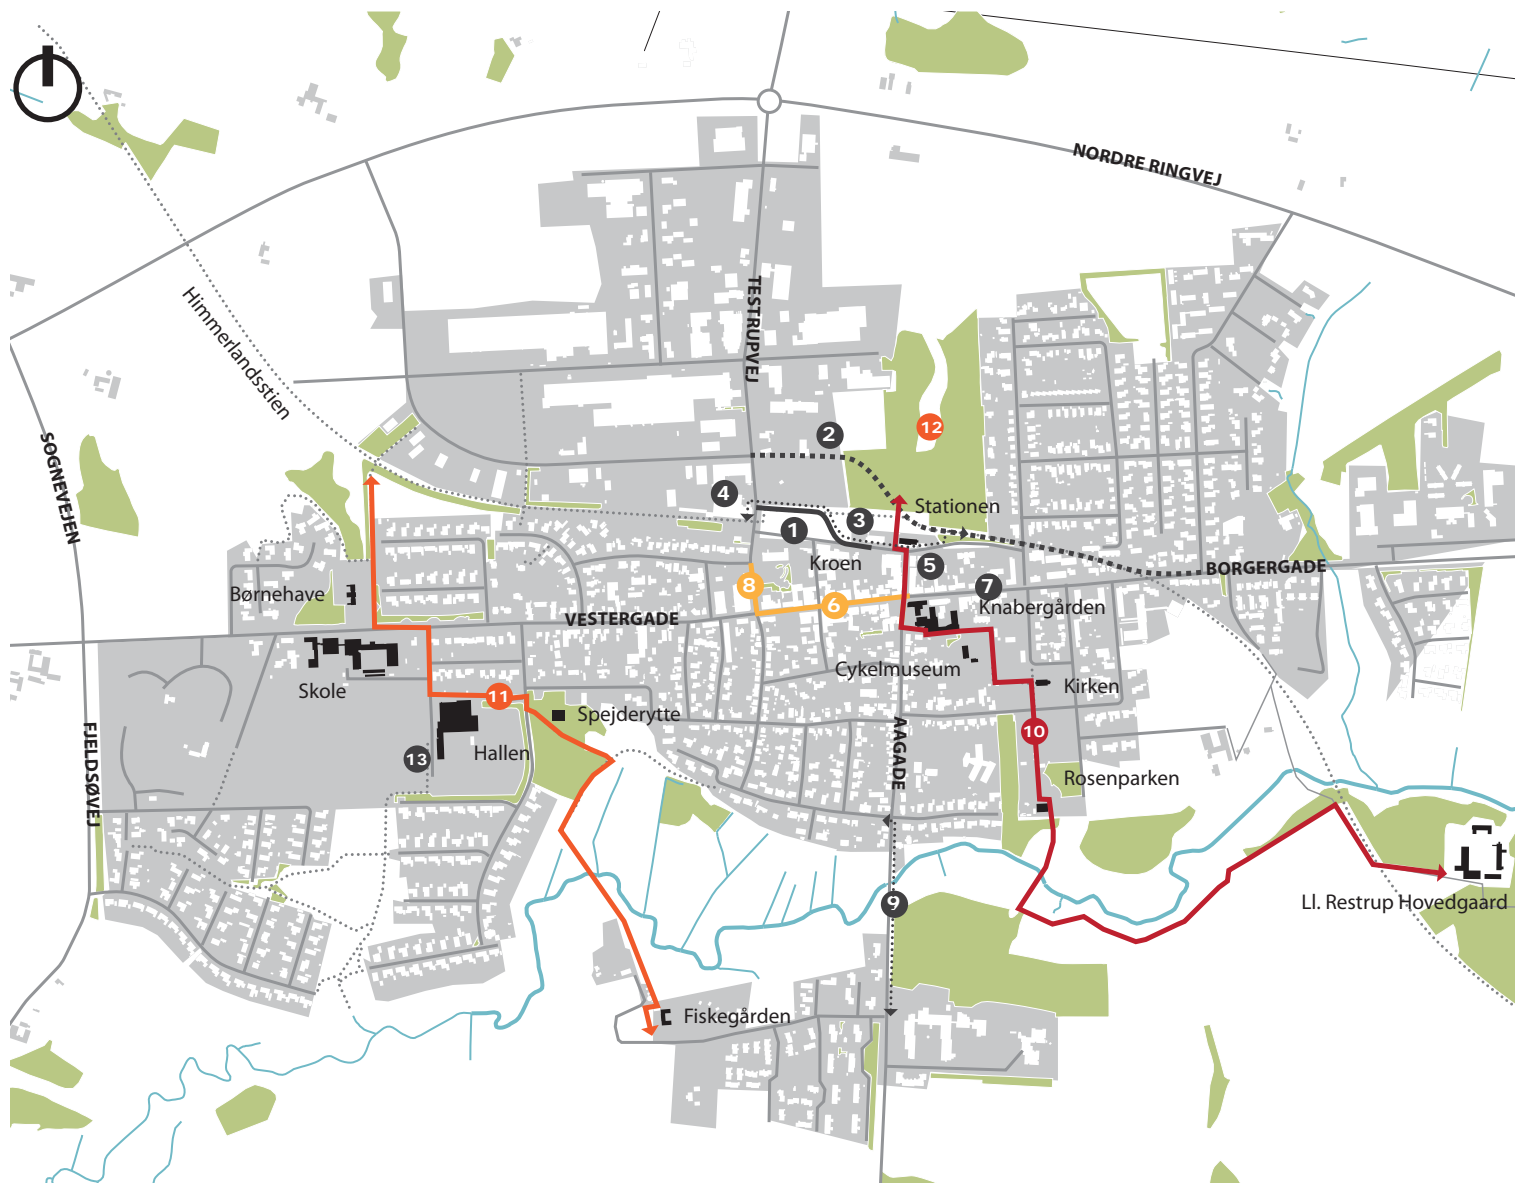 NORDRE RINGVEJ
Himmerlandsstien
TESTRUPVEJ
12
2
SOGNEVEJEN
4
Stationen
3
1
Kroen
5
BORGERGADE
Børnehave
8
7
6
Knabergården
VESTERGADE
Cykelmuseum
Skole
Kirken
11
Spejderytte
10
FJELDSØVEJ
13
Hallen
AAGADE
Rosenparken
9
Ll. Restrup Hovedgaard
Fiskegården